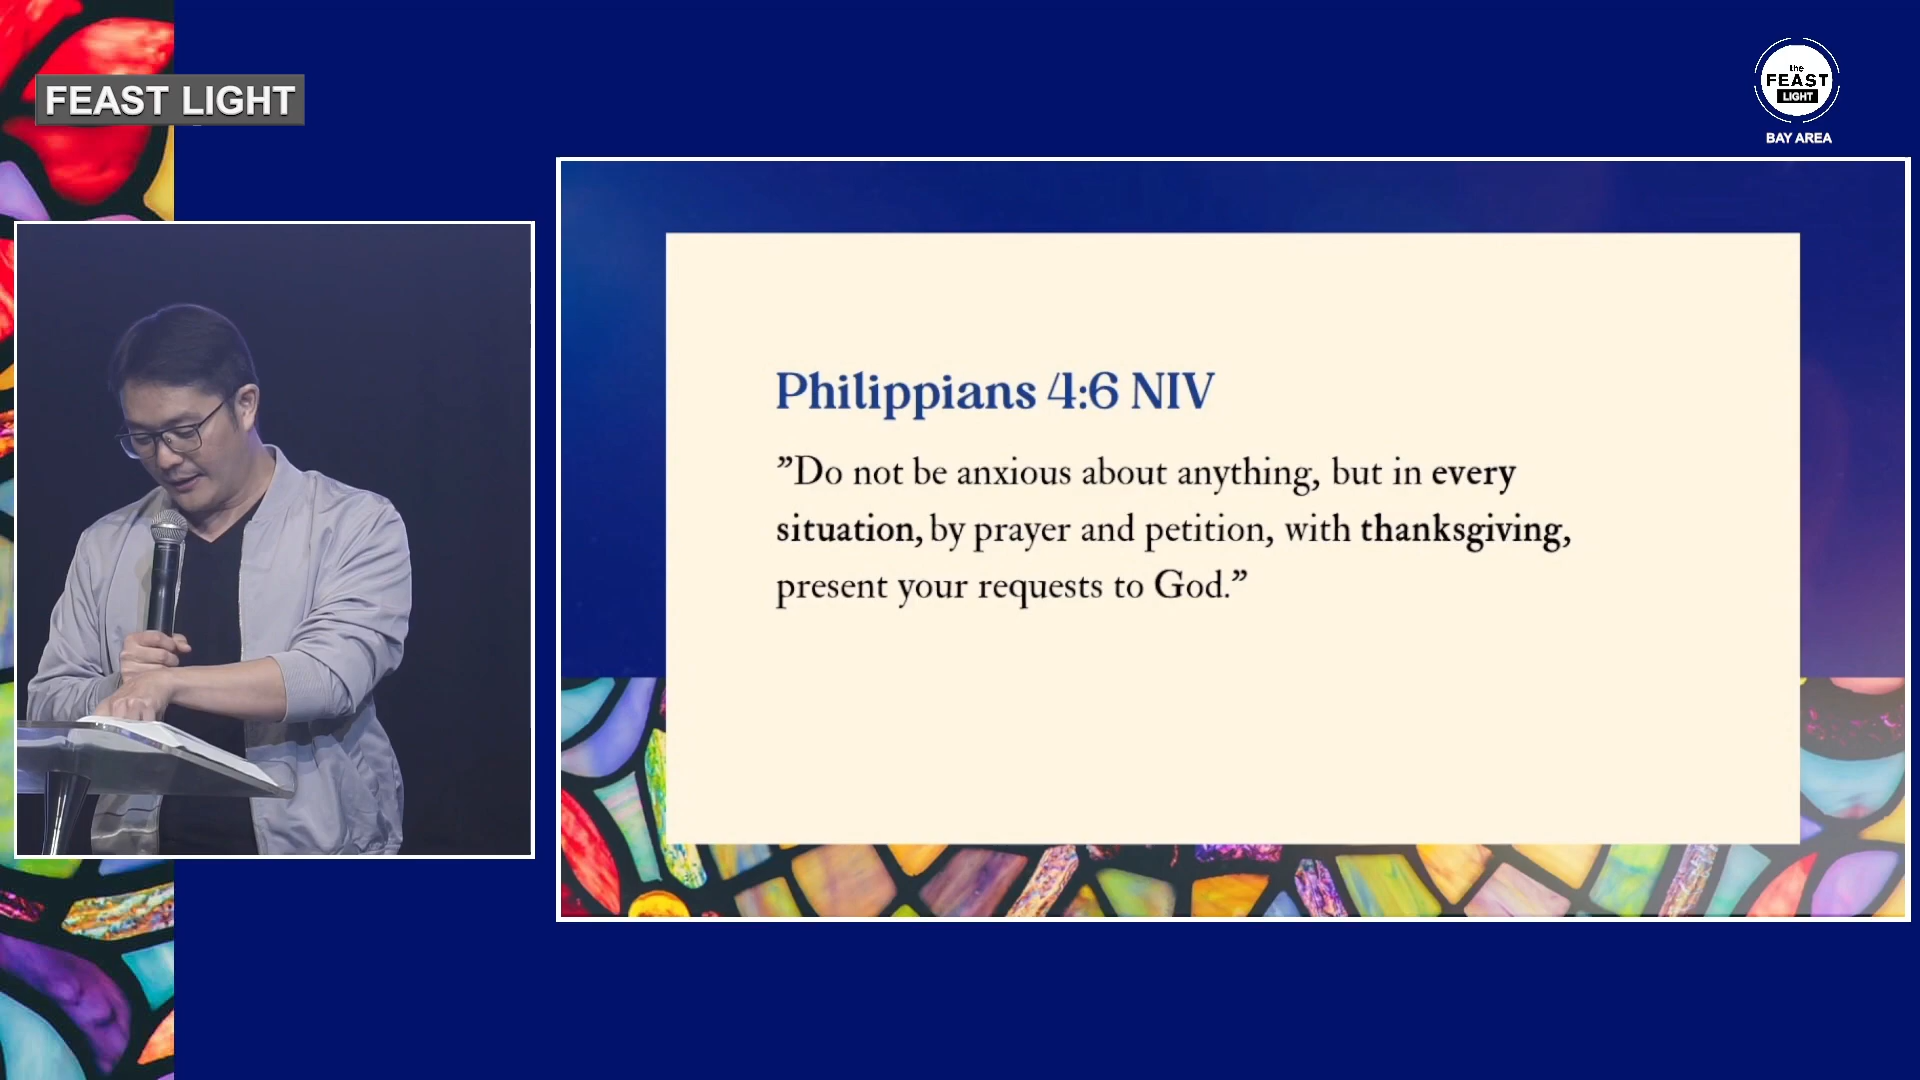 FEAST LIGHT
the
FEAST
LIGHT
BAY AREA
Philippians 4:6 NIV
”Do not be anxious about anything, but in every
situation, by prayer and petition, with thanksgiving,
present your requests to God.”